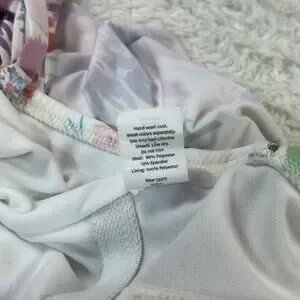 Hand wash cold.
Wash colors separately.
Use only non-chlorine
bleach. Line dry.
Do not iron.
Shell: 88% Polyester
12% Spandex
Lining: 100% Polyester